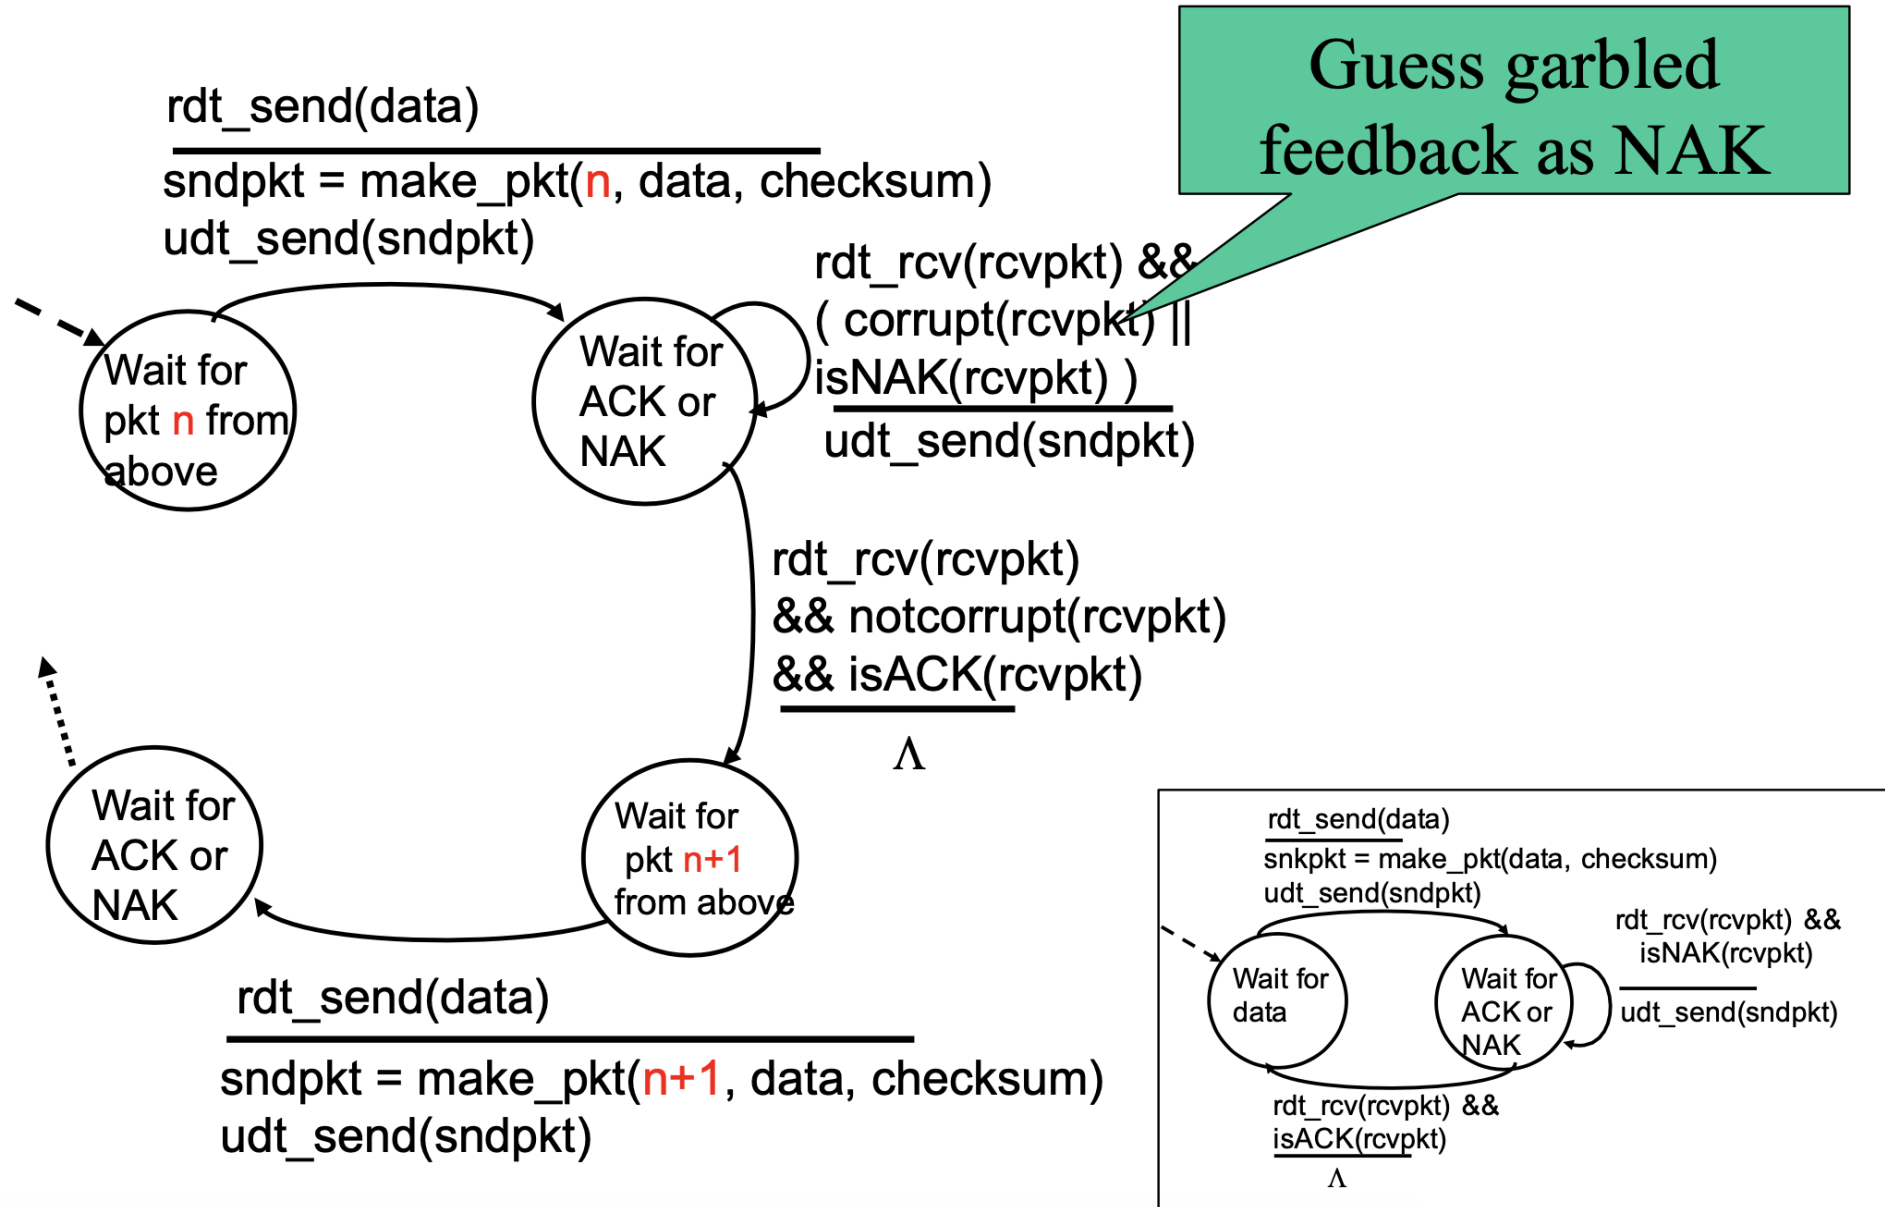 Guess garbled
feedback as NAK
rdt_send(data)
sndpkt = make_pkt(n, data, checksum)
udt_send(sndpkt)
rdt_rcv(rcvpkt) &&
( corrupt(rcvpkt) ||
isNAK(rcvpkt) )
udt_send(sndpkt)
Wait for
pkt n from
above
Wait for
ACK or
NAK
rdt_rcv(rcvpkt)
&& notcorrupt(rcvpkt)
&& isACK(rcvpkt)
Λ
Wait for
ACK or
NAK
Wait for
pkt n+1
from above
rdt_send(data)
sndpkt = make_pkt(n+1, data, checksum)
udt_send(sndpkt)
rdt_send(data)
snkpkt = make_pkt(data, checksum)
udt_send(sndpkt)
rdt_rcv(rcvpkt) &&
isNAK(rcvpkt)
udt_send(sndpkt)
Wait for
data
Wait for
ACK or
NAK
rdt_rcv(rcvpkt) &&
isACK(rcvpkt)
Λ